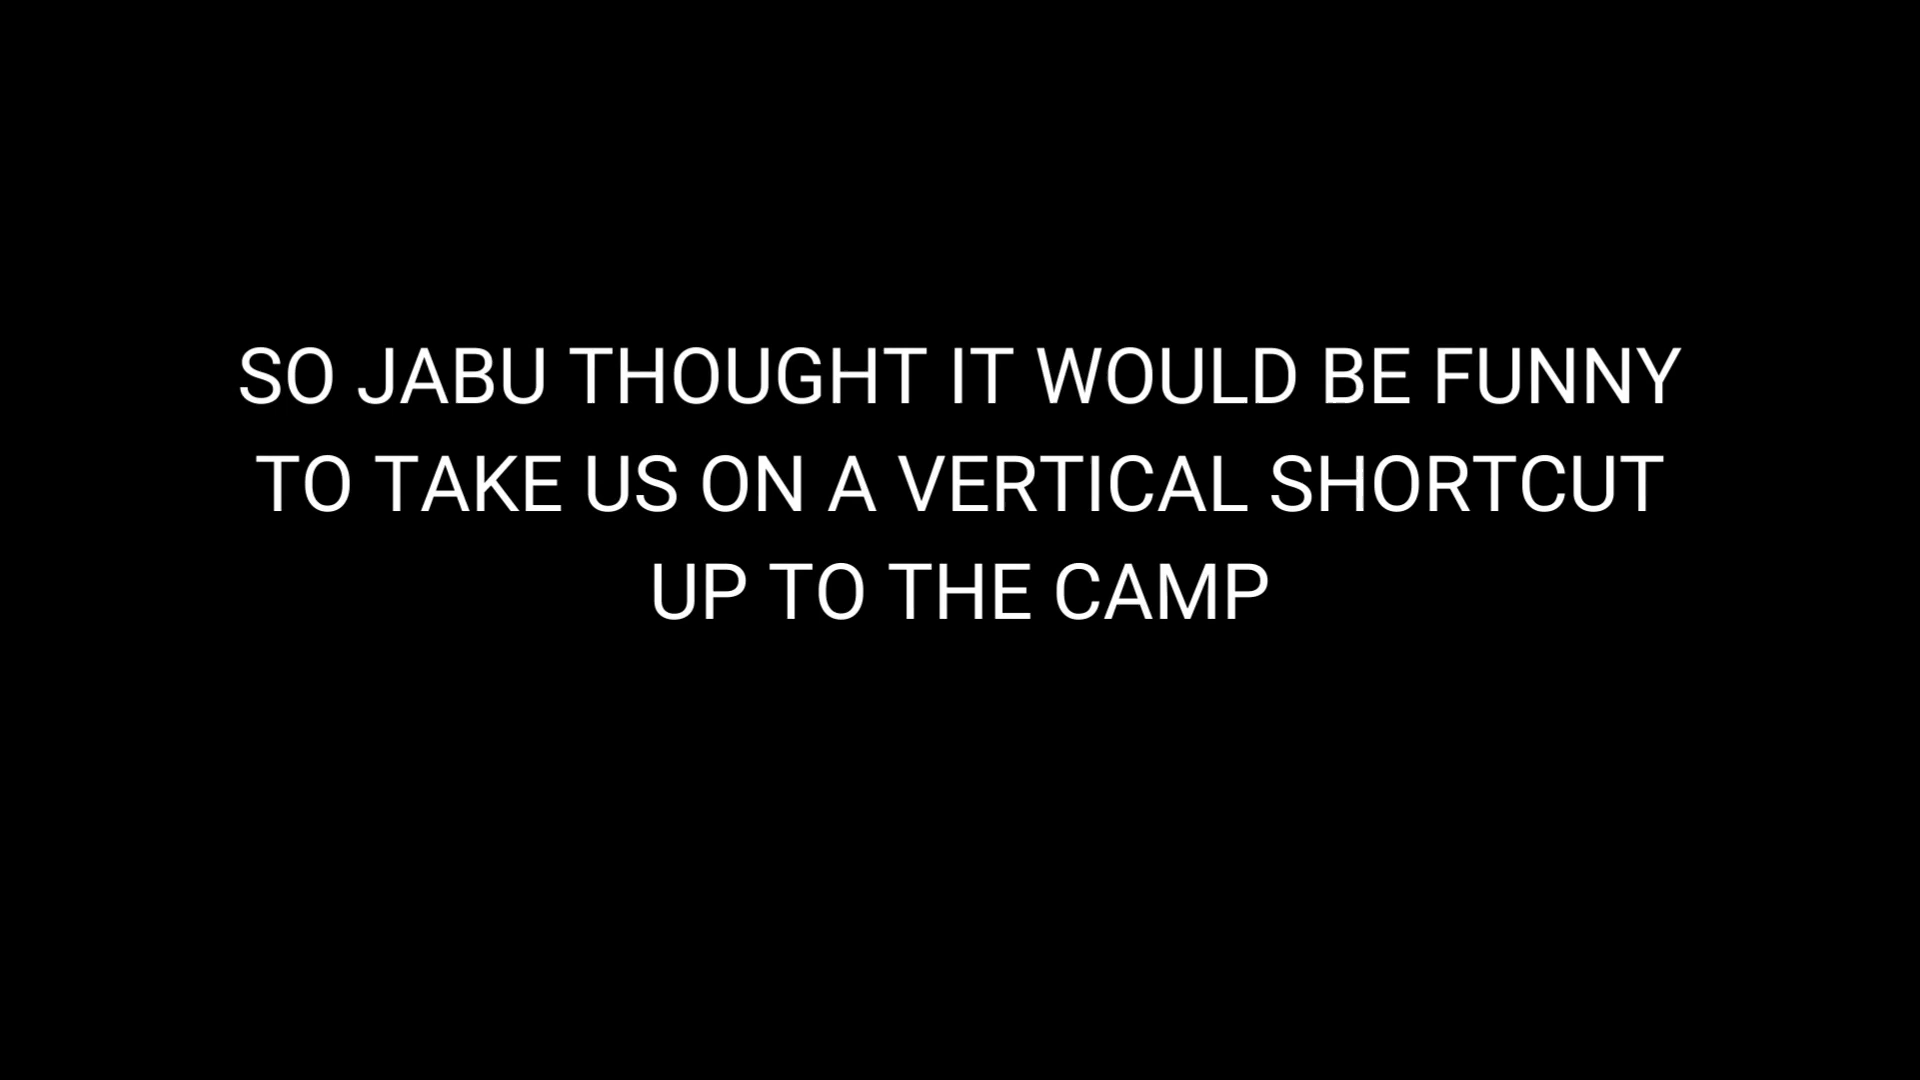 SO JABU THOUGHT IT WOULD BE FUNNY
TO TAKE US ON A VERTICAL SHORTCUT
UP TO THE CAMP